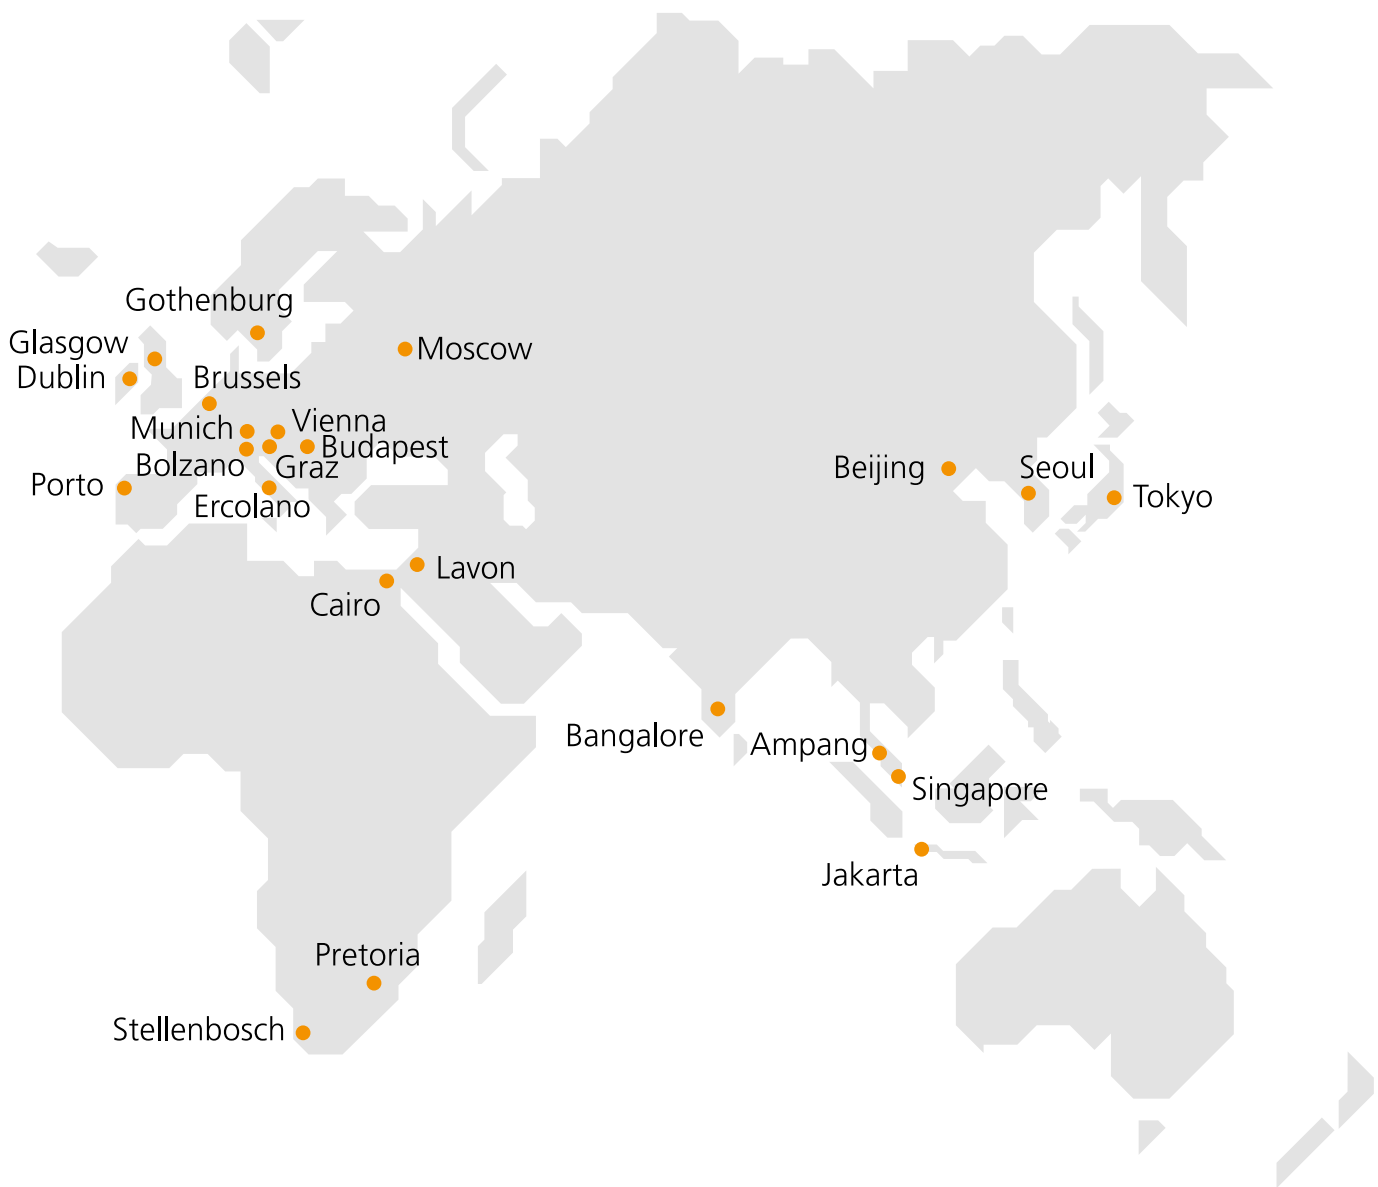 Gothenburg
Glasgow
Moscow
Dublin
Brussels
Munich
Vienna
Budapest
Bolzano
Graz
Porto
Ercolano
Beijing
Seoul
Tokyo
Lavon
Cairo
Bangalore
Ampang
Singapore
Jakarta
Pretoria
Stellenbosch